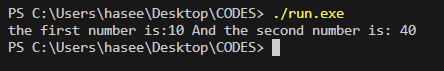 PS C:\Users\hasee\Desktop\CODES> ./run.exe
the first number is:10 And the second number is: 40
PS C:\Users\hasee\Desktop\CODES>